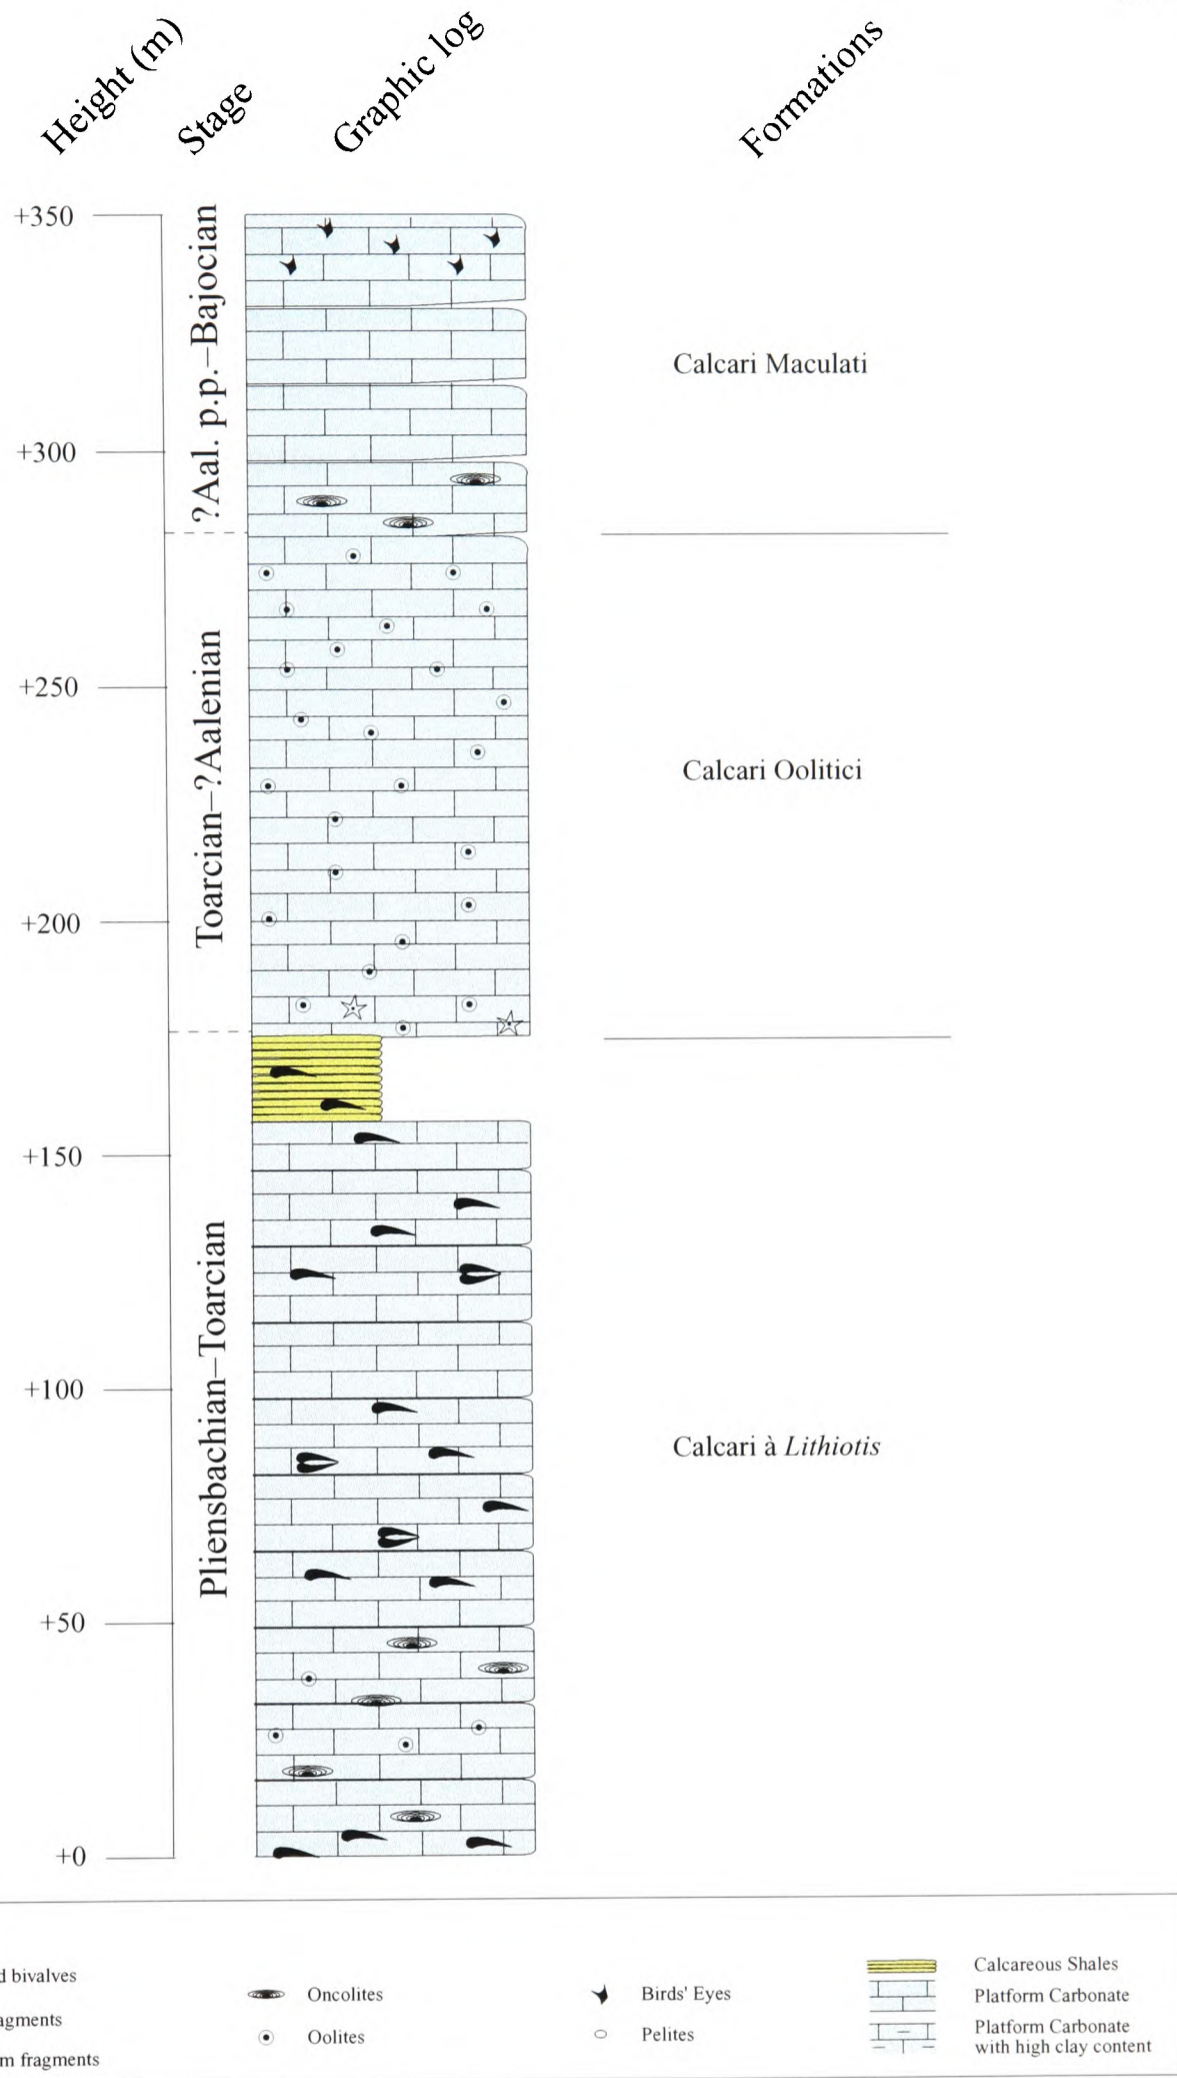 Height (m)
Stage
Graphic log
Formations
+350
+300
+250
+200
+150
+100
+50
+0
?Aal. p.p.–Bajocian
Toarcian–?Aalenian
Pliensbachian–Toarcian
Calcari Maculati
Calcari Oolitici
Calcari à Lithiotis
d bivalves
agments
m fragments
Oncolites
Oolites
Birds' Eyes
Pelites
Calcareous Shales
Platform Carbonate
Platform Carbonate
with high clay content